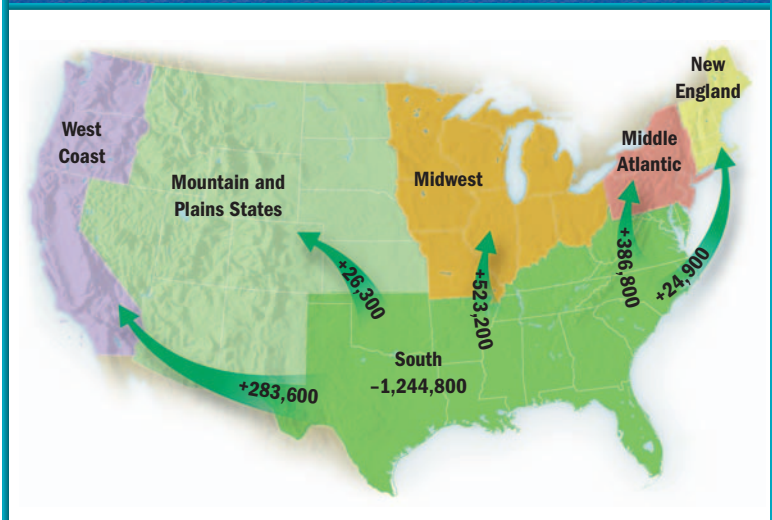 New
England
West
Coast
Middle
Atlantic
Mountain and
Plains States
Midwest
+26,300
+523,200
+386,800
+24,900
South
–1,244,800
+283,600